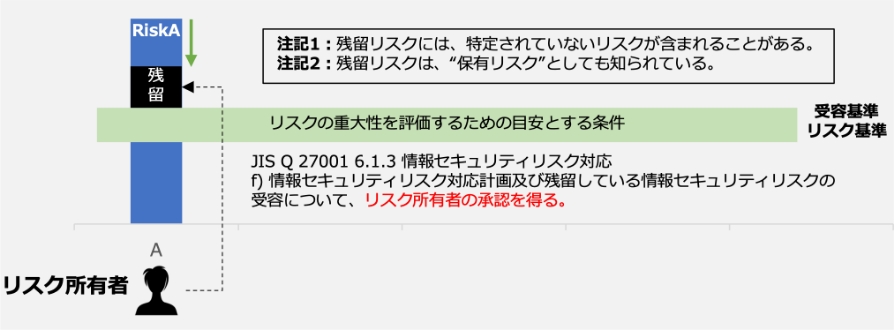 RiskA
残
留
注記1：残留リスクには、特定されていないリスクが含まれることがある。
注記2：残留リスクは、“保有リスク”としても知られている。
リスクの重大性を評価するための目安とする条件
受容基準
リスク基準
JIS Q 27001 6.1.3 情報セキュリティリスク対応
f) 情報セキュリティリスク対応計画及び残留している情報セキュリティリスクの
受容について、リスク所有者の承認を得る。
A
リスク所有者